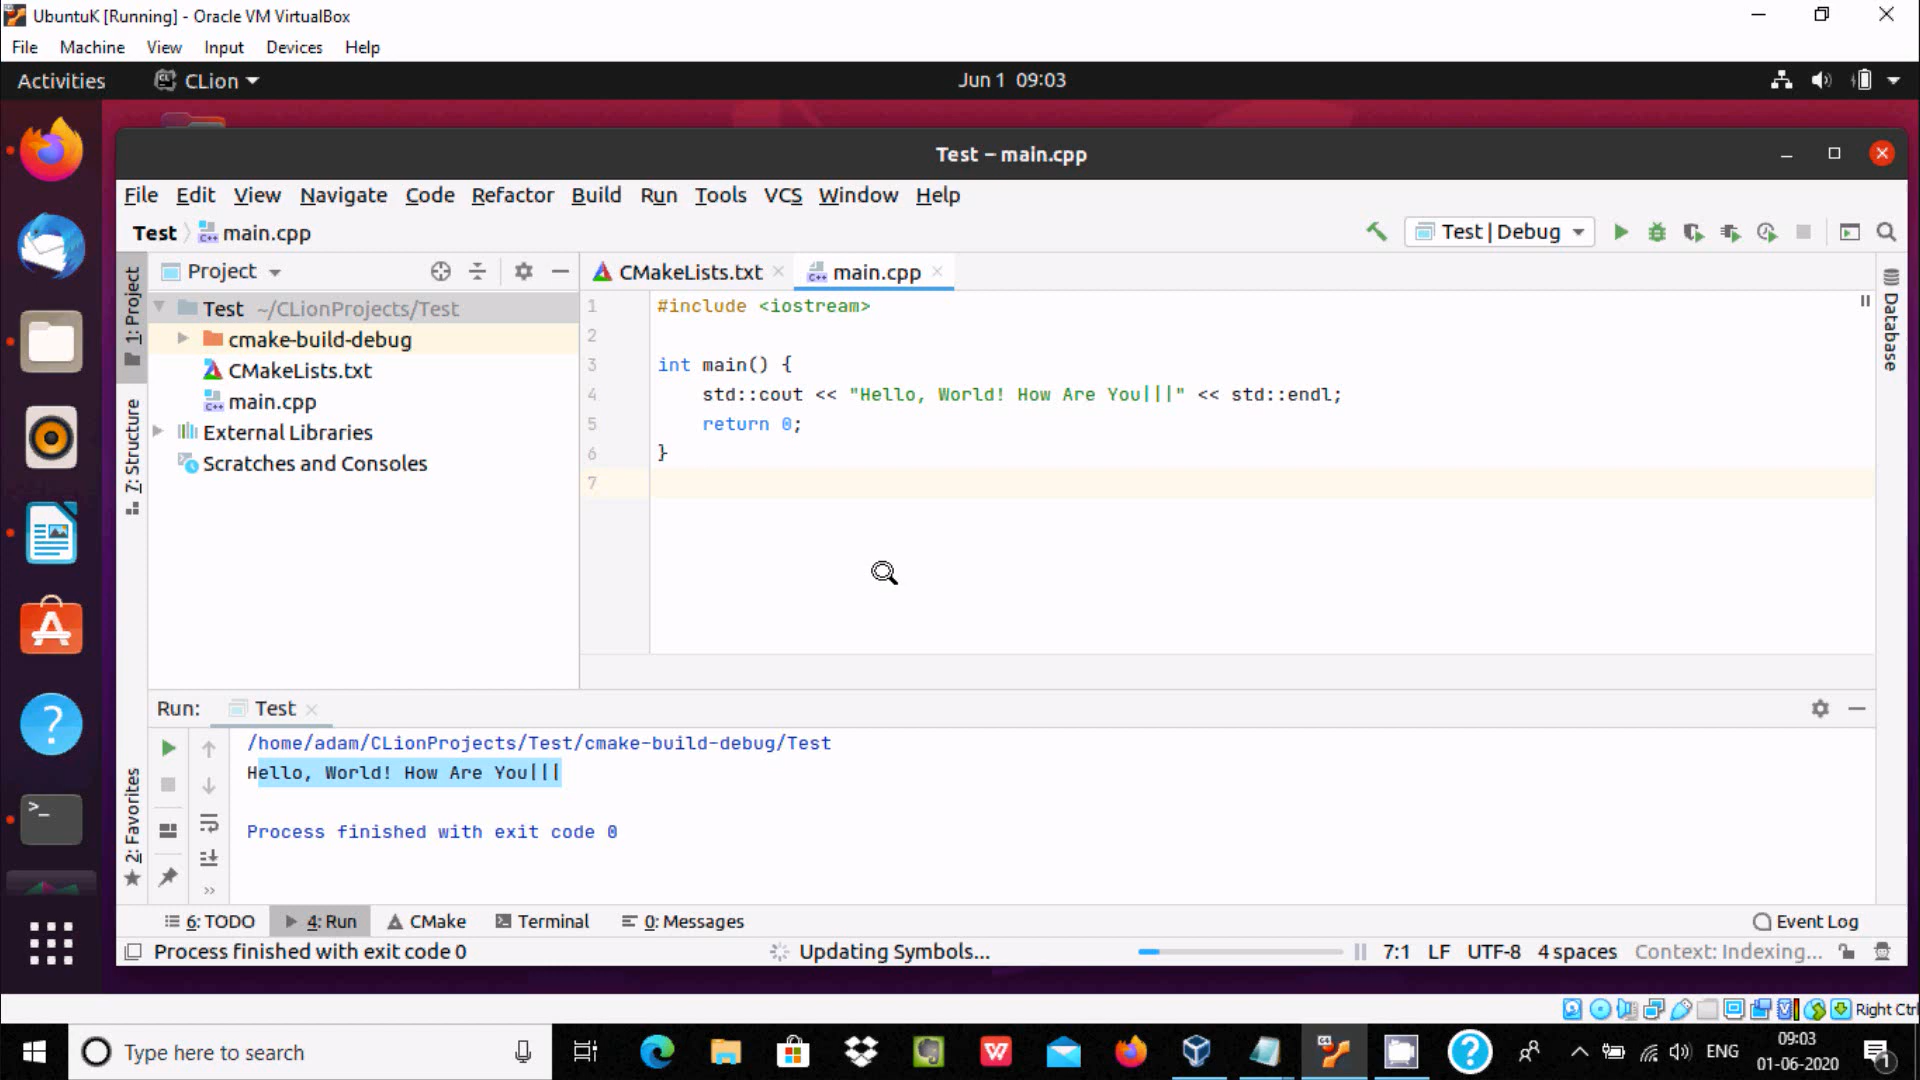 UbuntuK [Running] - Oracle VM VirtualBox
File Machine View Input Devices Help
Activities CLion Jun 1 09:03
Test – main.cpp
File Edit View Navigate Code Refactor Build Run Tools VCS Window Help
Test main.cpp Test | Debug
1: Project
Project
CMakeLists.txt main.cpp
Test ~/CLionProjects/Test
cmake-build-debug
CMakeLists.txt
main.cpp
External Libraries
Scratches and Consoles
7: Structure
2: Favorites
Database
1 #include <iostream>
2
3 int main() {
4 std::cout << "Hello, World! How Are You|||" << std::endl;
5 return 0;
6 }
7
Run: Test
/home/adam/CLionProjects/Test/cmake-build-debug/Test
Hello, World! How Are You|||
Process finished with exit code 0
6: TODO 4: Run CMake Terminal 0: Messages Event Log
Process finished with exit code 0 Updating Symbols... 7:1 LF UTF-8 4 spaces Context: Indexing...
Right Ctrl
Type here to search
ENG
09:03
01-06-2020
1